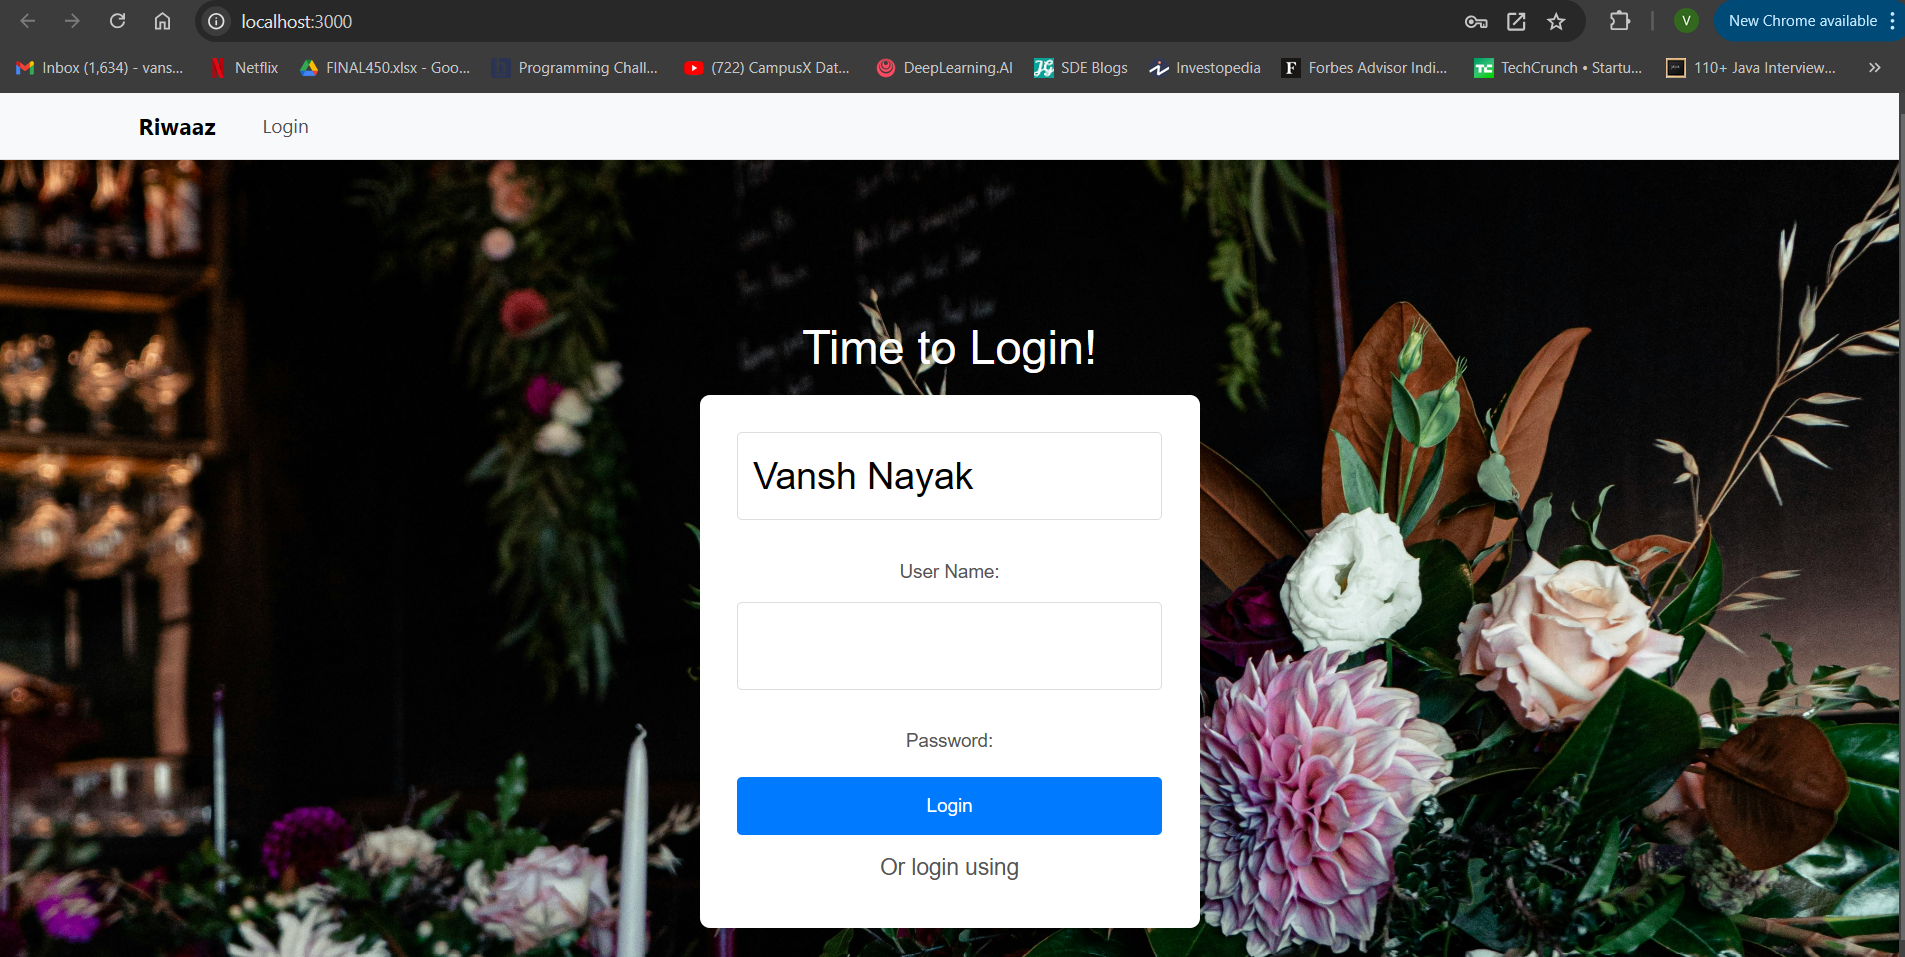 localhost:3000
New Chrome available
V
Inbox (1,634) - vans...
Netflix
FINAL450.xlsx - Goo...
Programming Chall...
(722) CampusX Dat...
DeepLearning.AI
SDE Blogs
Investopedia
F
Forbes Advisor Indi...
TechCrunch • Startu...
110+ Java Interview...
Riwaaz
Login
Time to Login!
Vansh Nayak
User Name:
Password:
Login
Or login using